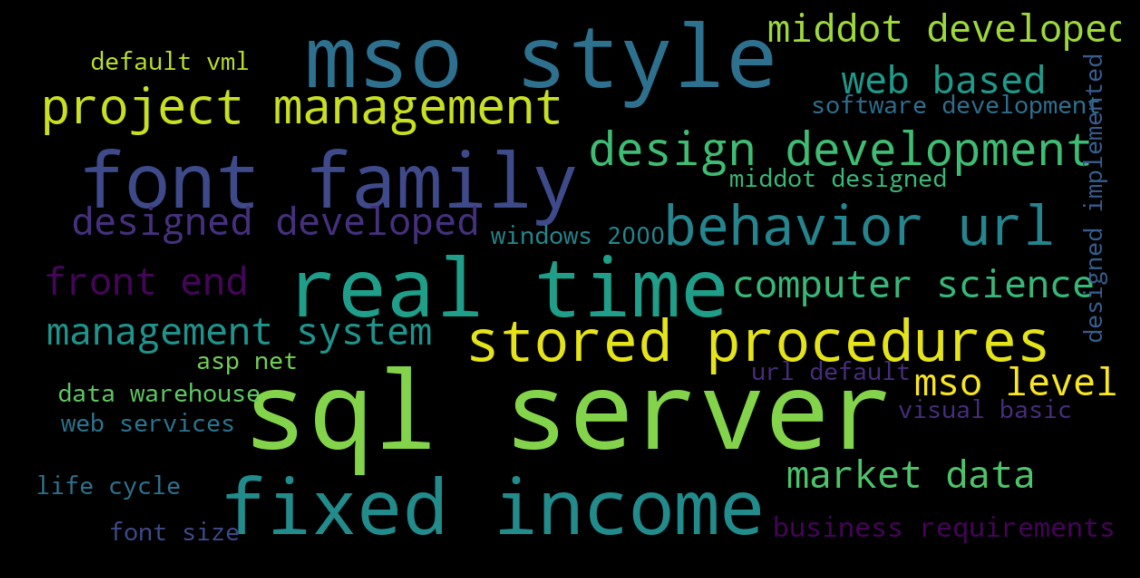 mso style
middot developed
default vml
web based
project management
software development
design development
font family
middot designed
designed implemented
designed developed
windows 2000
behavior url
front end
real time
computer science
management system
stored procedures
asp net
url default
mso level
data warehouse
sql server
visual basic
web services
market data
life cycle
fixed income
font size
business requirements